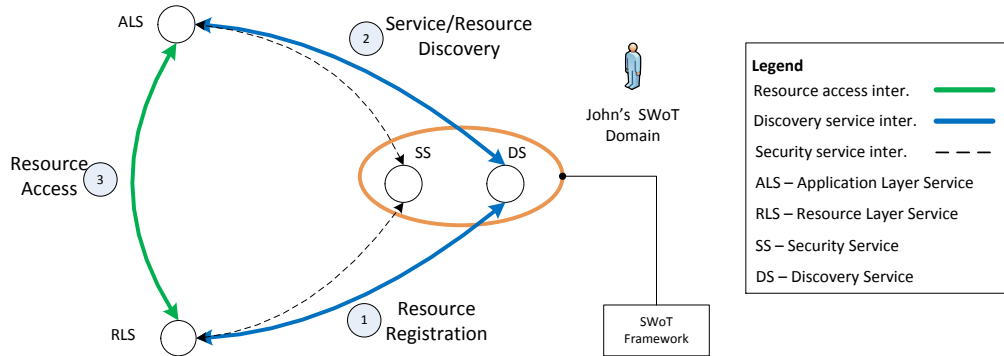 ALS
2
Service/Resource
Discovery
John's SWoT
Domain
SS
DS
Resource
Access
3
RLS
1
Resource
Registration
SWoT
Framework
Legend
Resource access inter.
Discovery service inter.
Security service inter.
ALS – Application Layer Service
RLS – Resource Layer Service
SS – Security Service
DS – Discovery Service